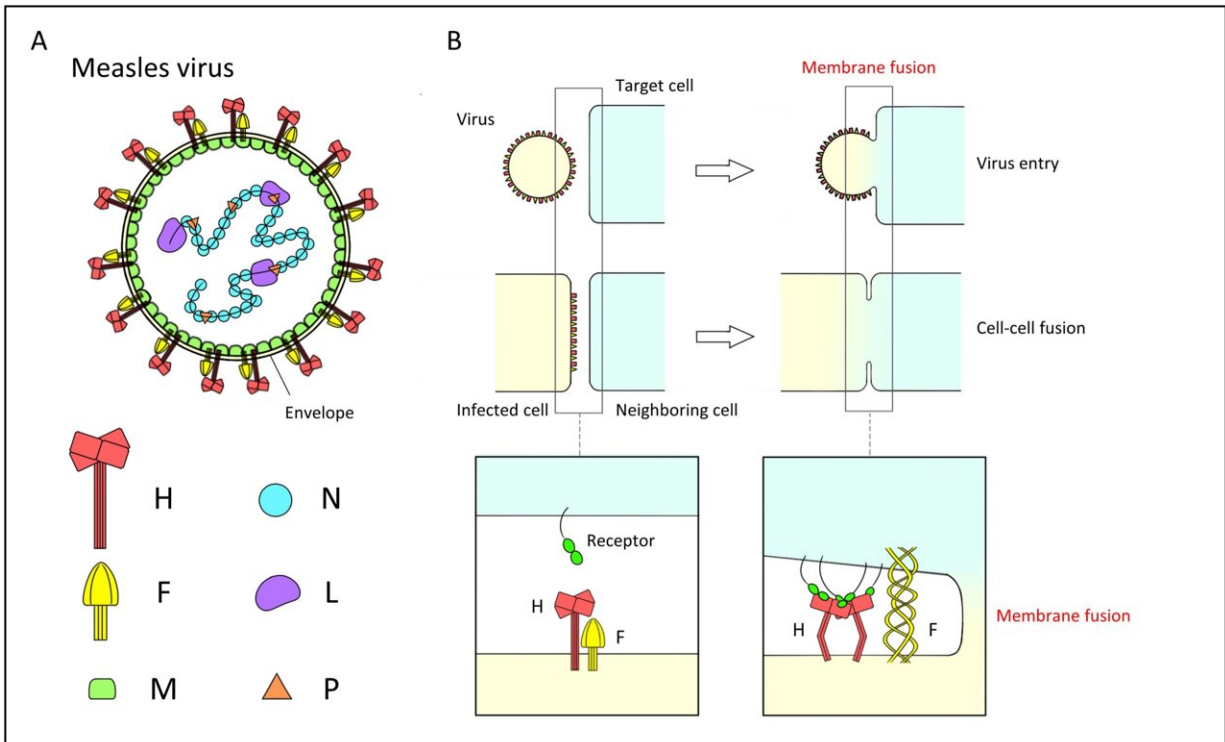 A
Measles virus
Envelope
H
N
F
L
M
P
B
Membrane fusion
Target cell
Virus
Virus entry
Cell-cell fusion
Infected cell
Neighboring cell
Receptor
H
F
H
F
Membrane fusion